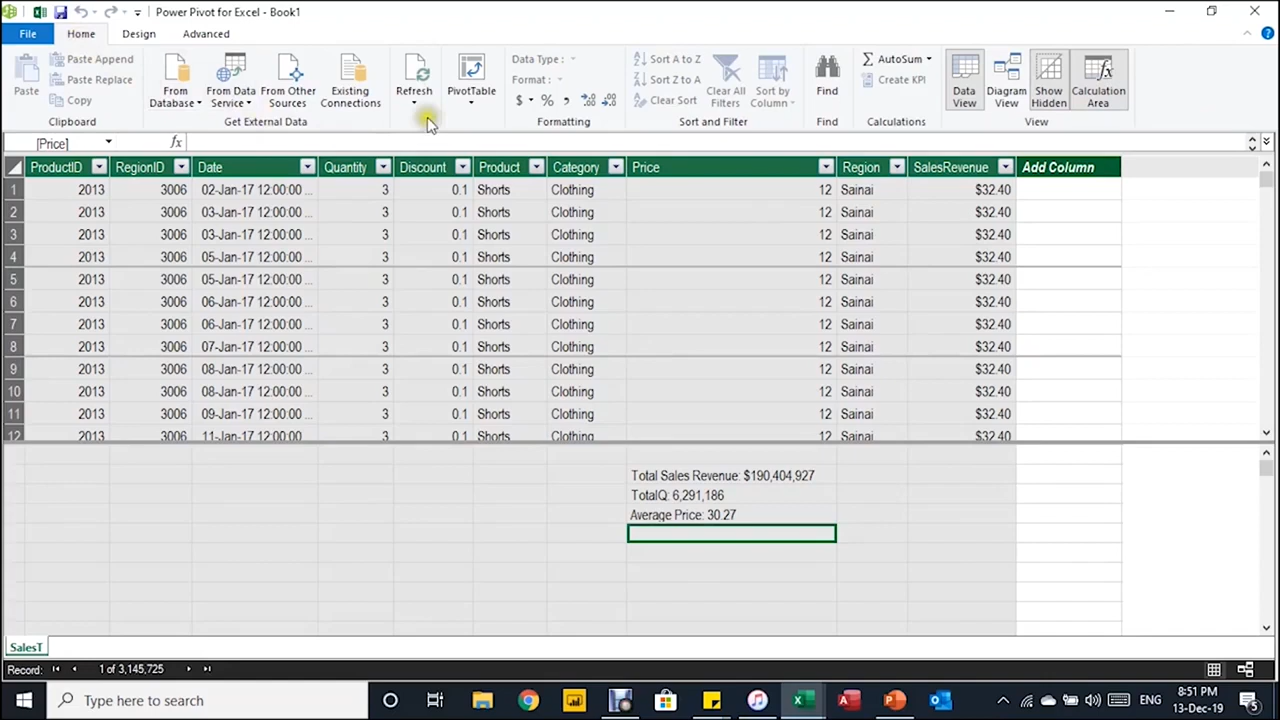 Power Pivot for Excel - Book1
File Home Design Advanced
Paste
Paste Append
Paste Replace
Copy
Clipboard
From Database
From Data Service
From Other Sources
Existing Connections
Get External Data
Refresh
PivotTable
Data Type :
Format :
$ % ,
Formatting
Sort A to Z
Sort Z to A
Clear Sort
Clear All Filters
Sort by Column
Sort and Filter
Find
Find
AutoSum
Create KPI
Calculations
Data View
Diagram View
Show Hidden
Calculation Area
View
[Price] fx
ProductID RegionID Date Quantity Discount Product Category Price Region SalesRevenue Add Column
1 2013 3006 02-Jan-17 12:00:00 ... 3 0.1 Shorts Clothing 12 Sainai $32.40
2 2013 3006 03-Jan-17 12:00:00 ... 3 0.1 Shorts Clothing 12 Sainai $32.40
3 2013 3006 03-Jan-17 12:00:00 ... 3 0.1 Shorts Clothing 12 Sainai $32.40
4 2013 3006 05-Jan-17 12:00:00 ... 3 0.1 Shorts Clothing 12 Sainai $32.40
5 2013 3006 05-Jan-17 12:00:00 ... 3 0.1 Shorts Clothing 12 Sainai $32.40
6 2013 3006 06-Jan-17 12:00:00 ... 3 0.1 Shorts Clothing 12 Sainai $32.40
7 2013 3006 06-Jan-17 12:00:00 ... 3 0.1 Shorts Clothing 12 Sainai $32.40
8 2013 3006 07-Jan-17 12:00:00 ... 3 0.1 Shorts Clothing 12 Sainai $32.40
9 2013 3006 08-Jan-17 12:00:00 ... 3 0.1 Shorts Clothing 12 Sainai $32.40
10 2013 3006 08-Jan-17 12:00:00 ... 3 0.1 Shorts Clothing 12 Sainai $32.40
11 2013 3006 09-Jan-17 12:00:00 ... 3 0.1 Shorts Clothing 12 Sainai $32.40
12 2013 3006 11-Jan-17 12:00:00 3 0.1 Shorts Clothing 12 Sainai $32.40
Total Sales Revenue: $190,404,927
TotalQ: 6,291,186
Average Price: 30.27
SalesT
Record: 1 of 3,145,725
Type here to search
ENG
8:51 PM
13-Dec-19
5